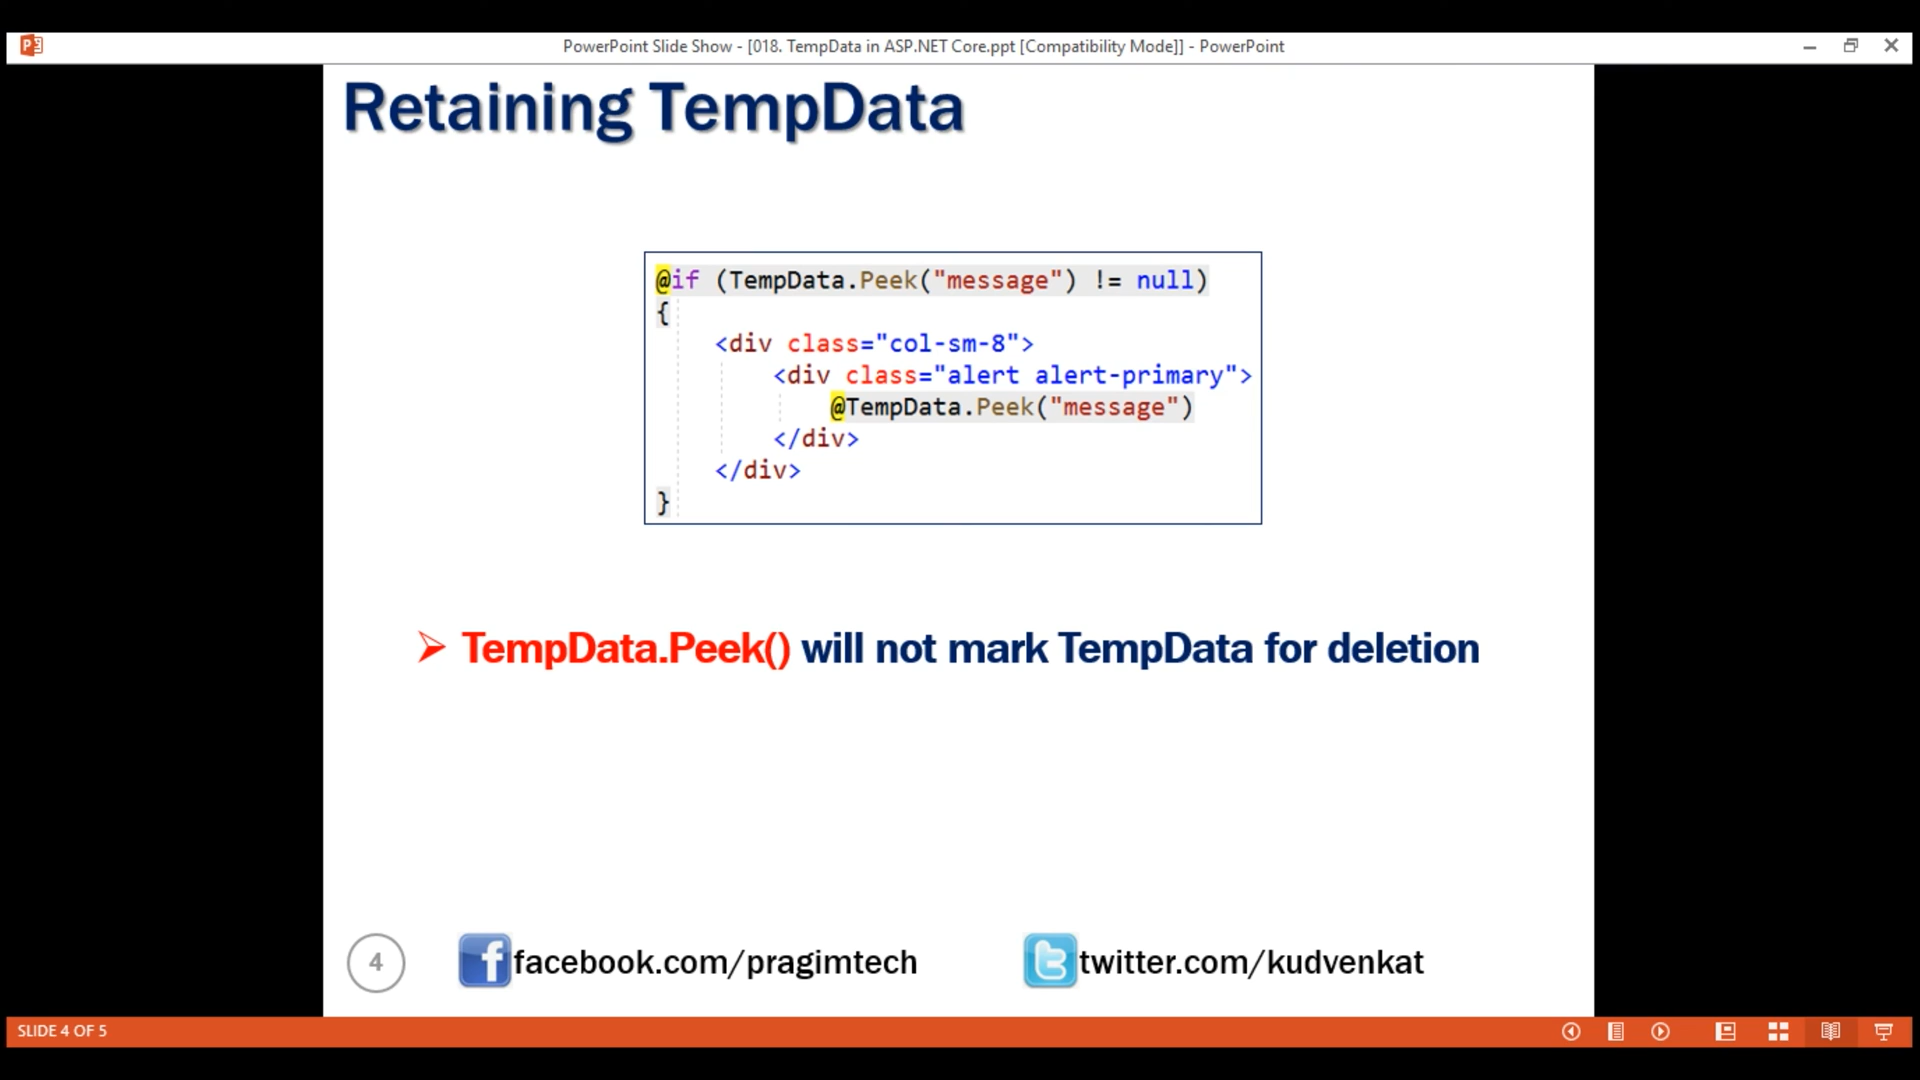 PowerPoint Slide Show - [018. TempData in ASP.NET Core.ppt [Compatibility Mode]] - PowerPoint
Retaining TempData
@if (TempData.Peek("message") != null)
{
<div class="col-sm-8">
<div class="alert alert-primary">
@TempData.Peek("message")
</div>
</div>
}
TempData.Peek() will not mark TempData for deletion
4
facebook.com/pragimtech
twitter.com/kudvenkat
SLIDE 4 OF 5